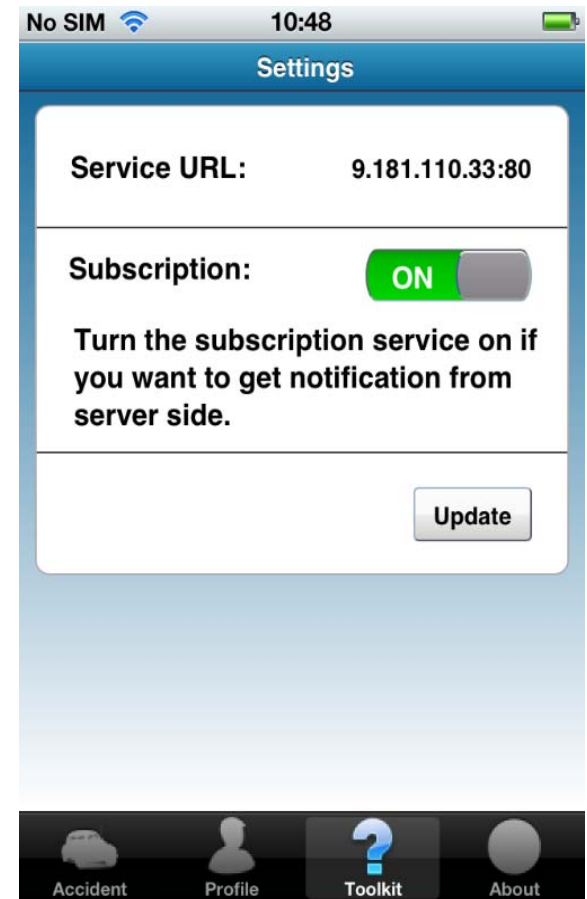 No SIM 10:48
Settings
Service URL: 9.181.110.33:80
Subscription: ON
Turn the subscription service on if
you want to get notification from
server side.
Update
Accident Profile Toolkit About